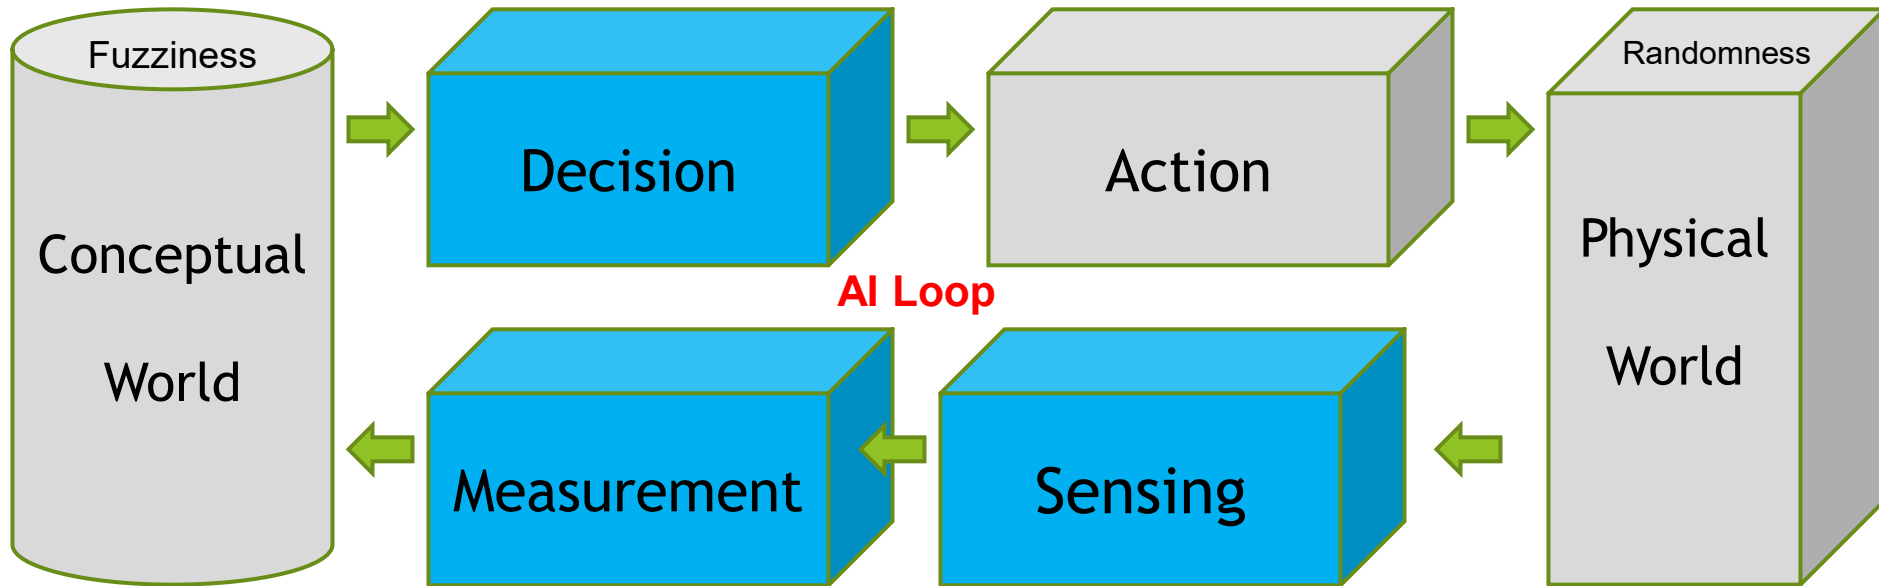 Fuzziness
Conceptual
World
Decision
Action
Randomness
Physical
World
AI Loop
Measurement
Sensing